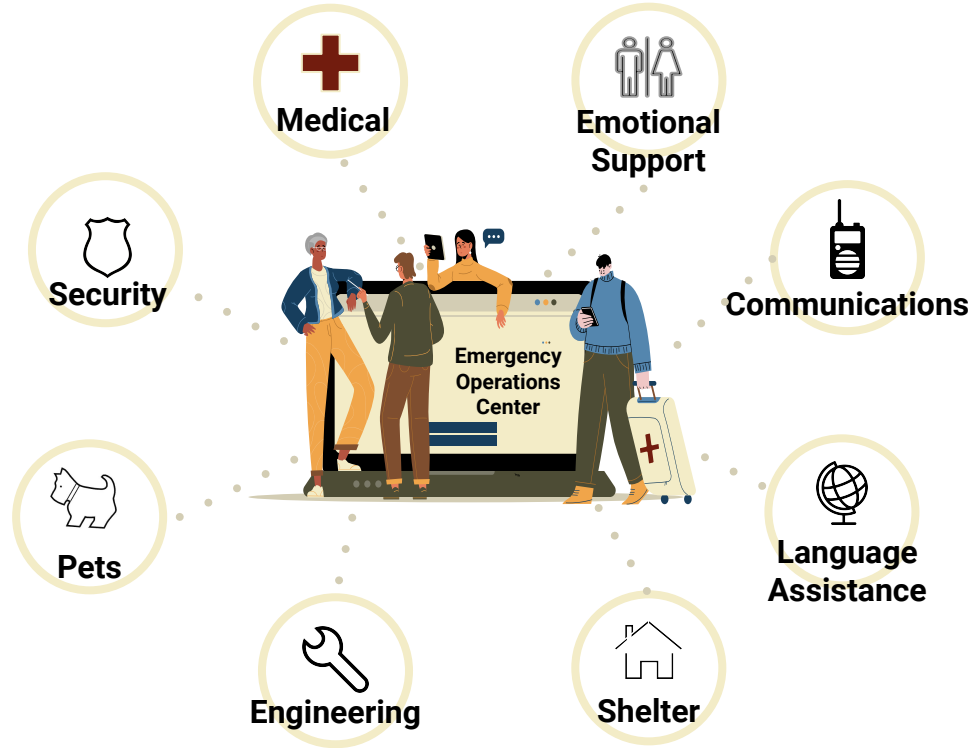 Medical
Emotional
Support
Security
Communications
Emergency
Operations
Center
Pets
Language
Assistance
Engineering
Shelter